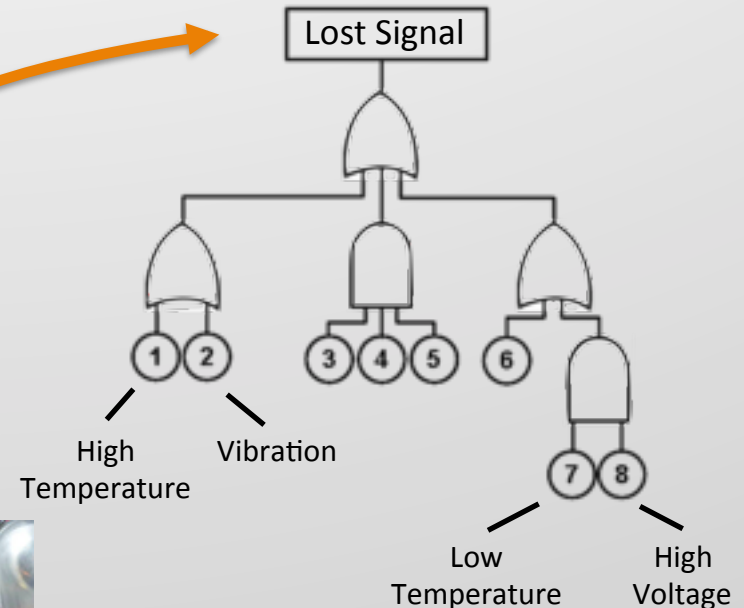 Lost Signal
1 2 3 4 5 6
High
Temperature
Vibration
7 8
Low
Temperature
High
Voltage